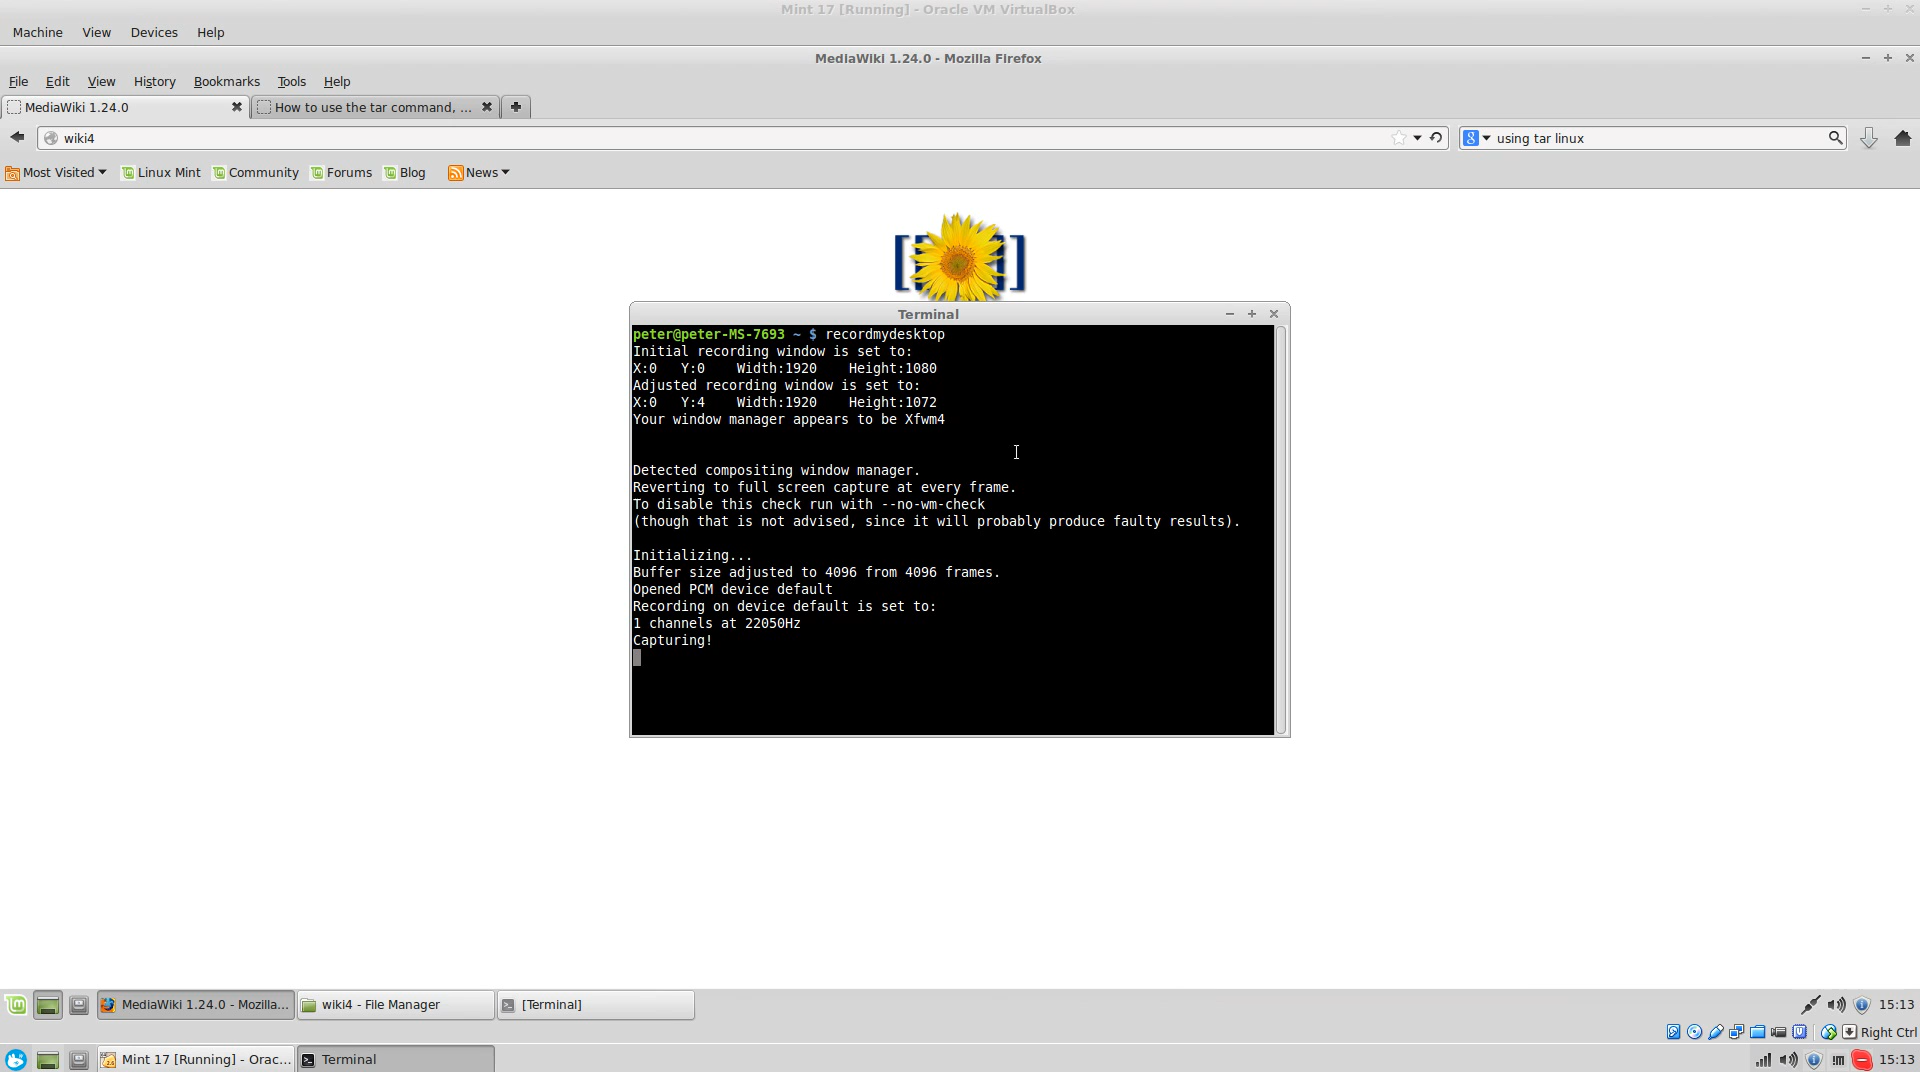 Mint 17 [Running] - Oracle VM VirtualBox
Machine View Devices Help
MediaWiki 1.24.0 - Mozilla Firefox
File Edit View History Bookmarks Tools Help
MediaWiki 1.24.0 How to use the tar command, ...
wiki4 using tar linux
Most Visited Linux Mint Community Forums Blog News
Terminal
peter@peter-MS-7693 ~ $ recordmydesktop
Initial recording window is set to:
X:0 Y:0 Width:1920 Height:1080
Adjusted recording window is set to:
X:0 Y:4 Width:1920 Height:1072
Your window manager appears to be Xfwm4
Detected compositing window manager.
Reverting to full screen capture at every frame.
To disable this check run with --no-wm-check
(though that is not advised, since it will probably produce faulty results).
Initializing...
Buffer size adjusted to 4096 from 4096 frames.
Opened PCM device default
Recording on device default is set to:
1 channels at 22050Hz
Capturing!
MediaWiki 1.24.0 - Mozilla... wiki4 - File Manager [Terminal] 15:13
Right Ctrl
Mint 17 [Running] - Orac... Terminal 15:13